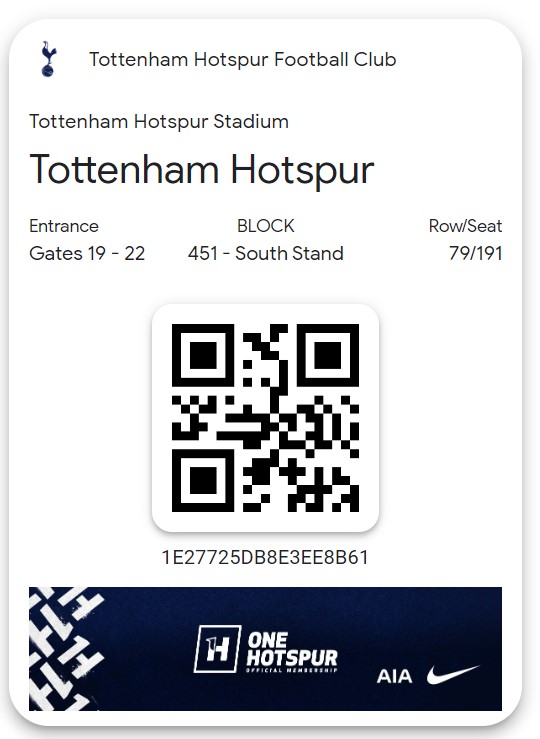 Tottenham Hotspur Football Club
Tottenham Hotspur Stadium
Tottenham Hotspur
Entrance BLOCK Row/Seat
Gates 19 - 22 451 - South Stand 79/191
1E27725DB8E3EE8B61
1H ONE
HOTSPUR
OFFICIAL MEMBERSHIP
AIA